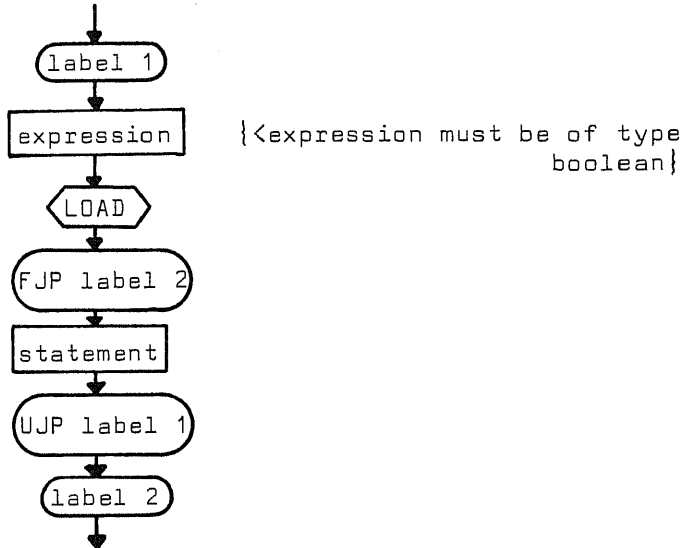 label 1
expression
{<expression must be of type
boolean}
LOAD
FJP label 2
statement
UJP label 1
label 2